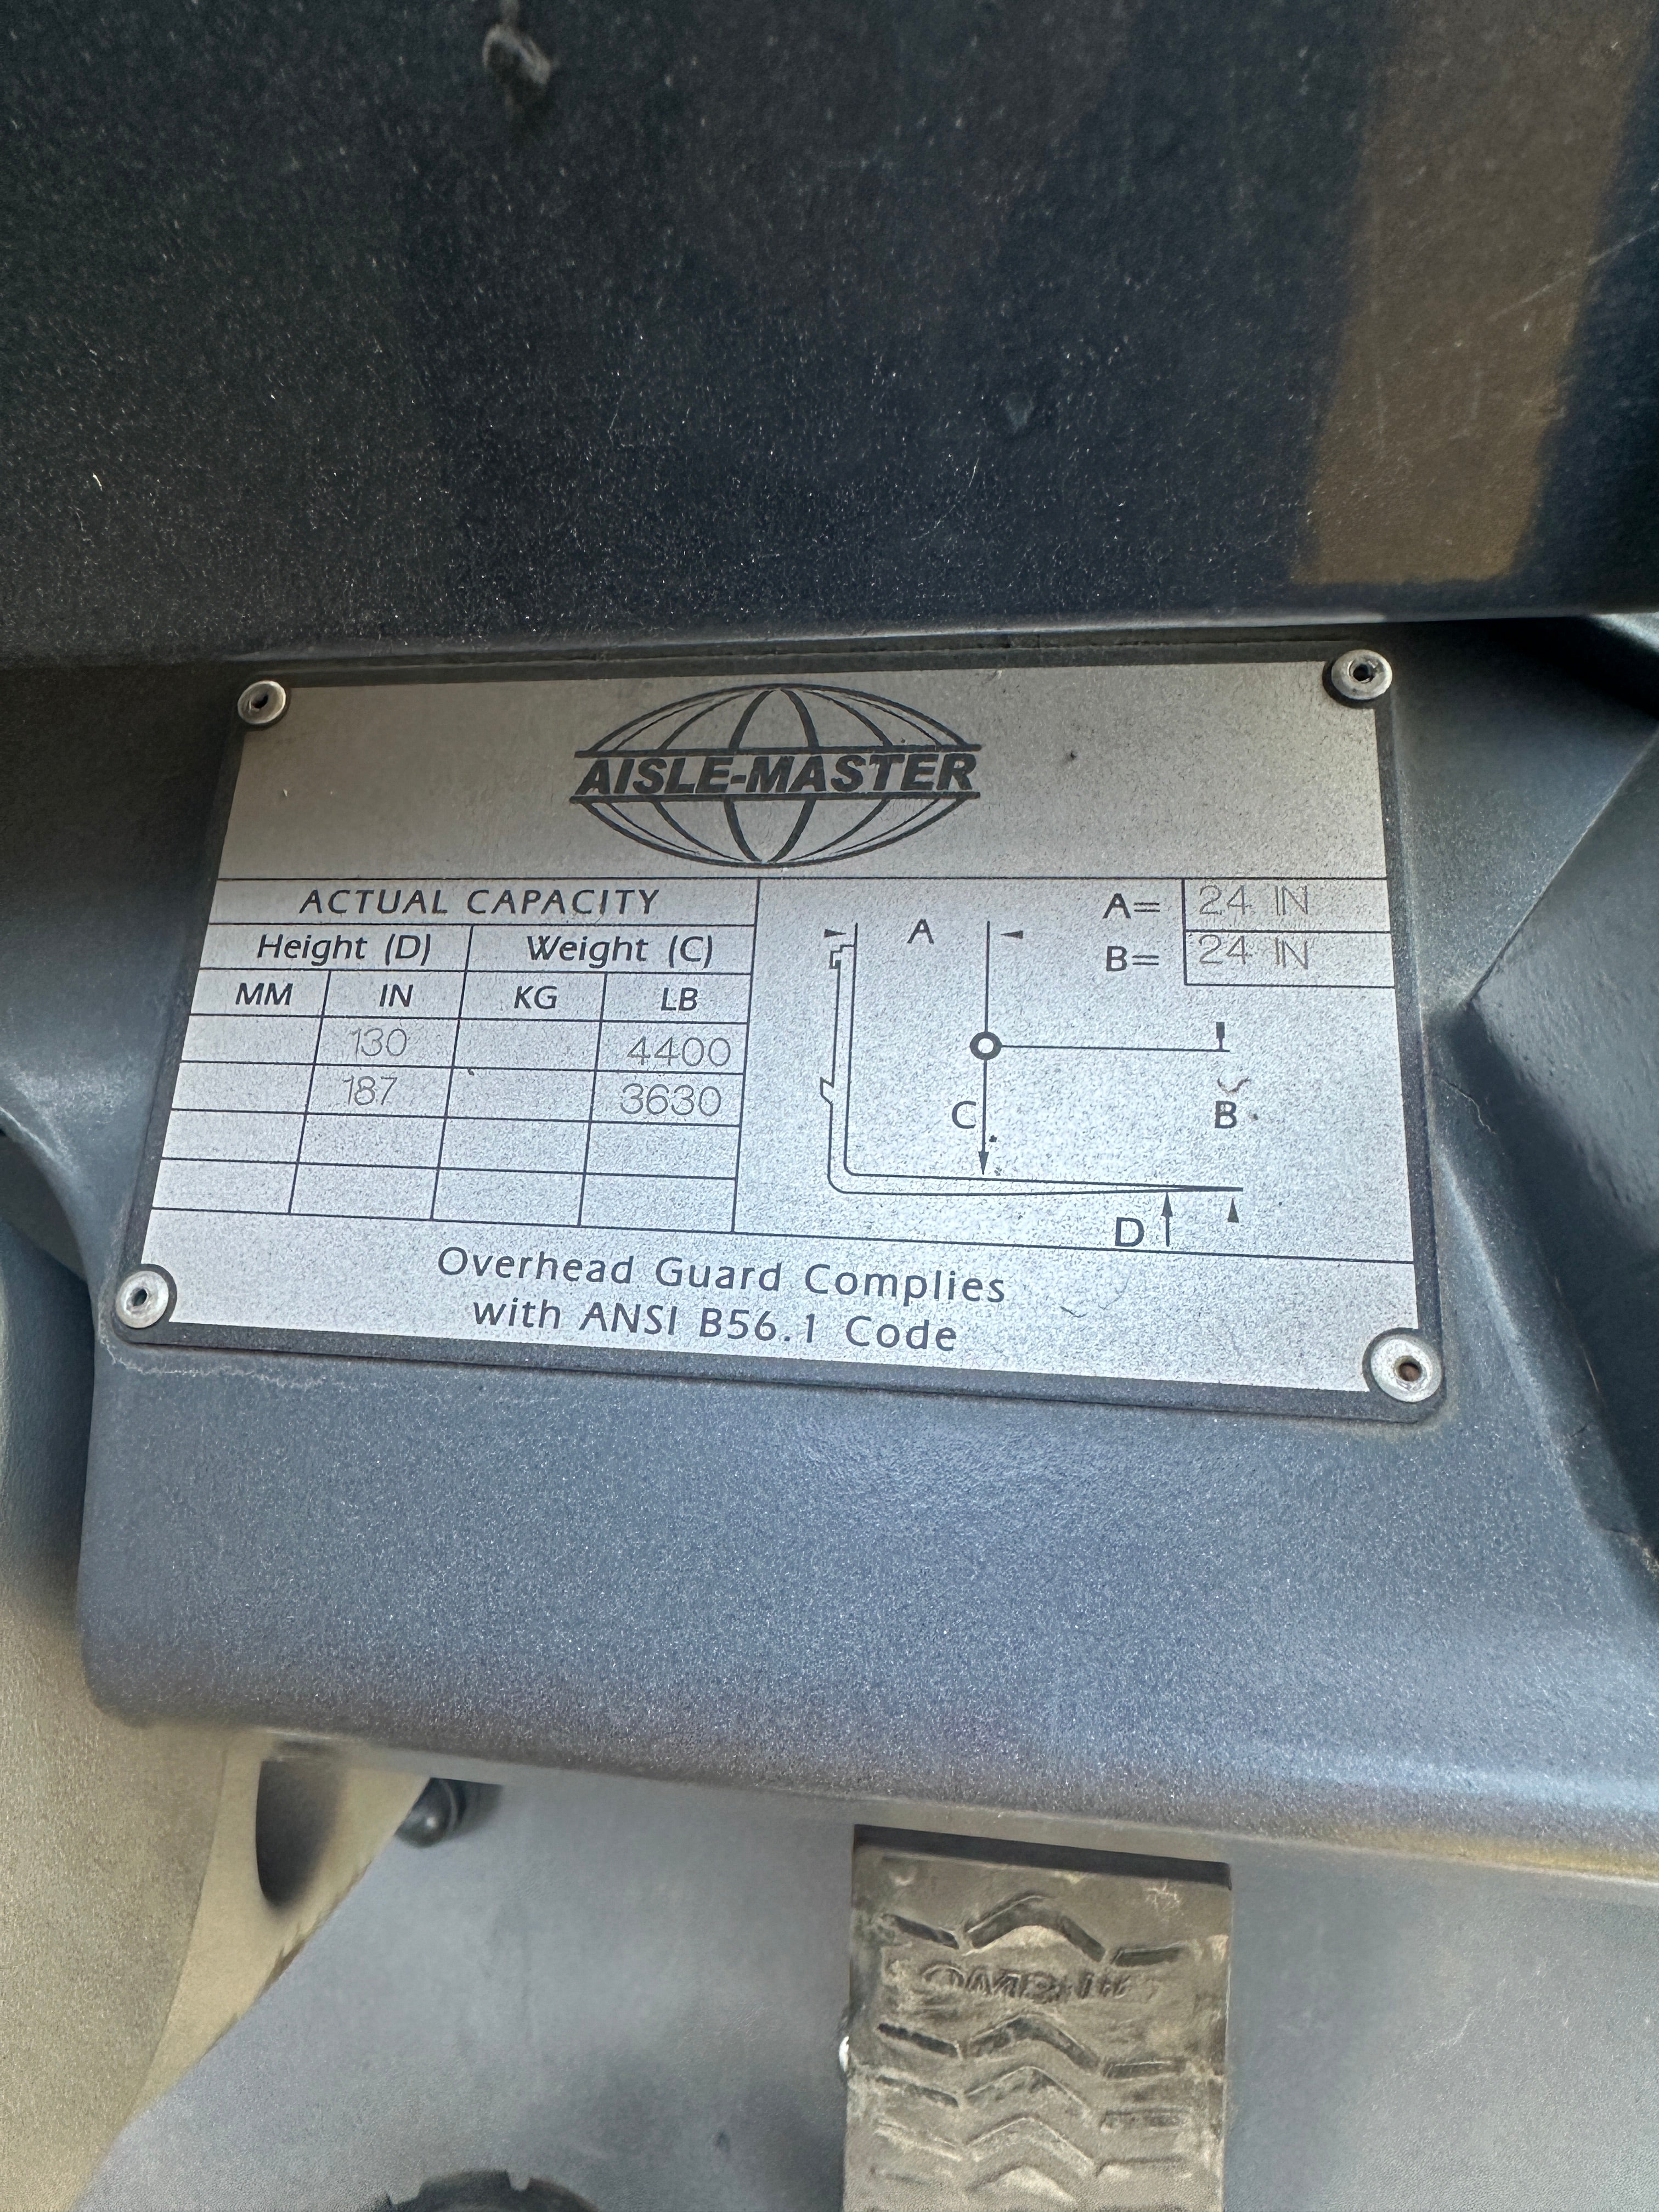 AISLE-MASTER
ACTUAL CAPACITY
Height (D) Weight (C)
MM IN KG LB
130 4400
187 3630
A= 24 IN
B= 24 IN
A
B
C
D
Overhead Guard Complies
with ANSI B56.1 Code